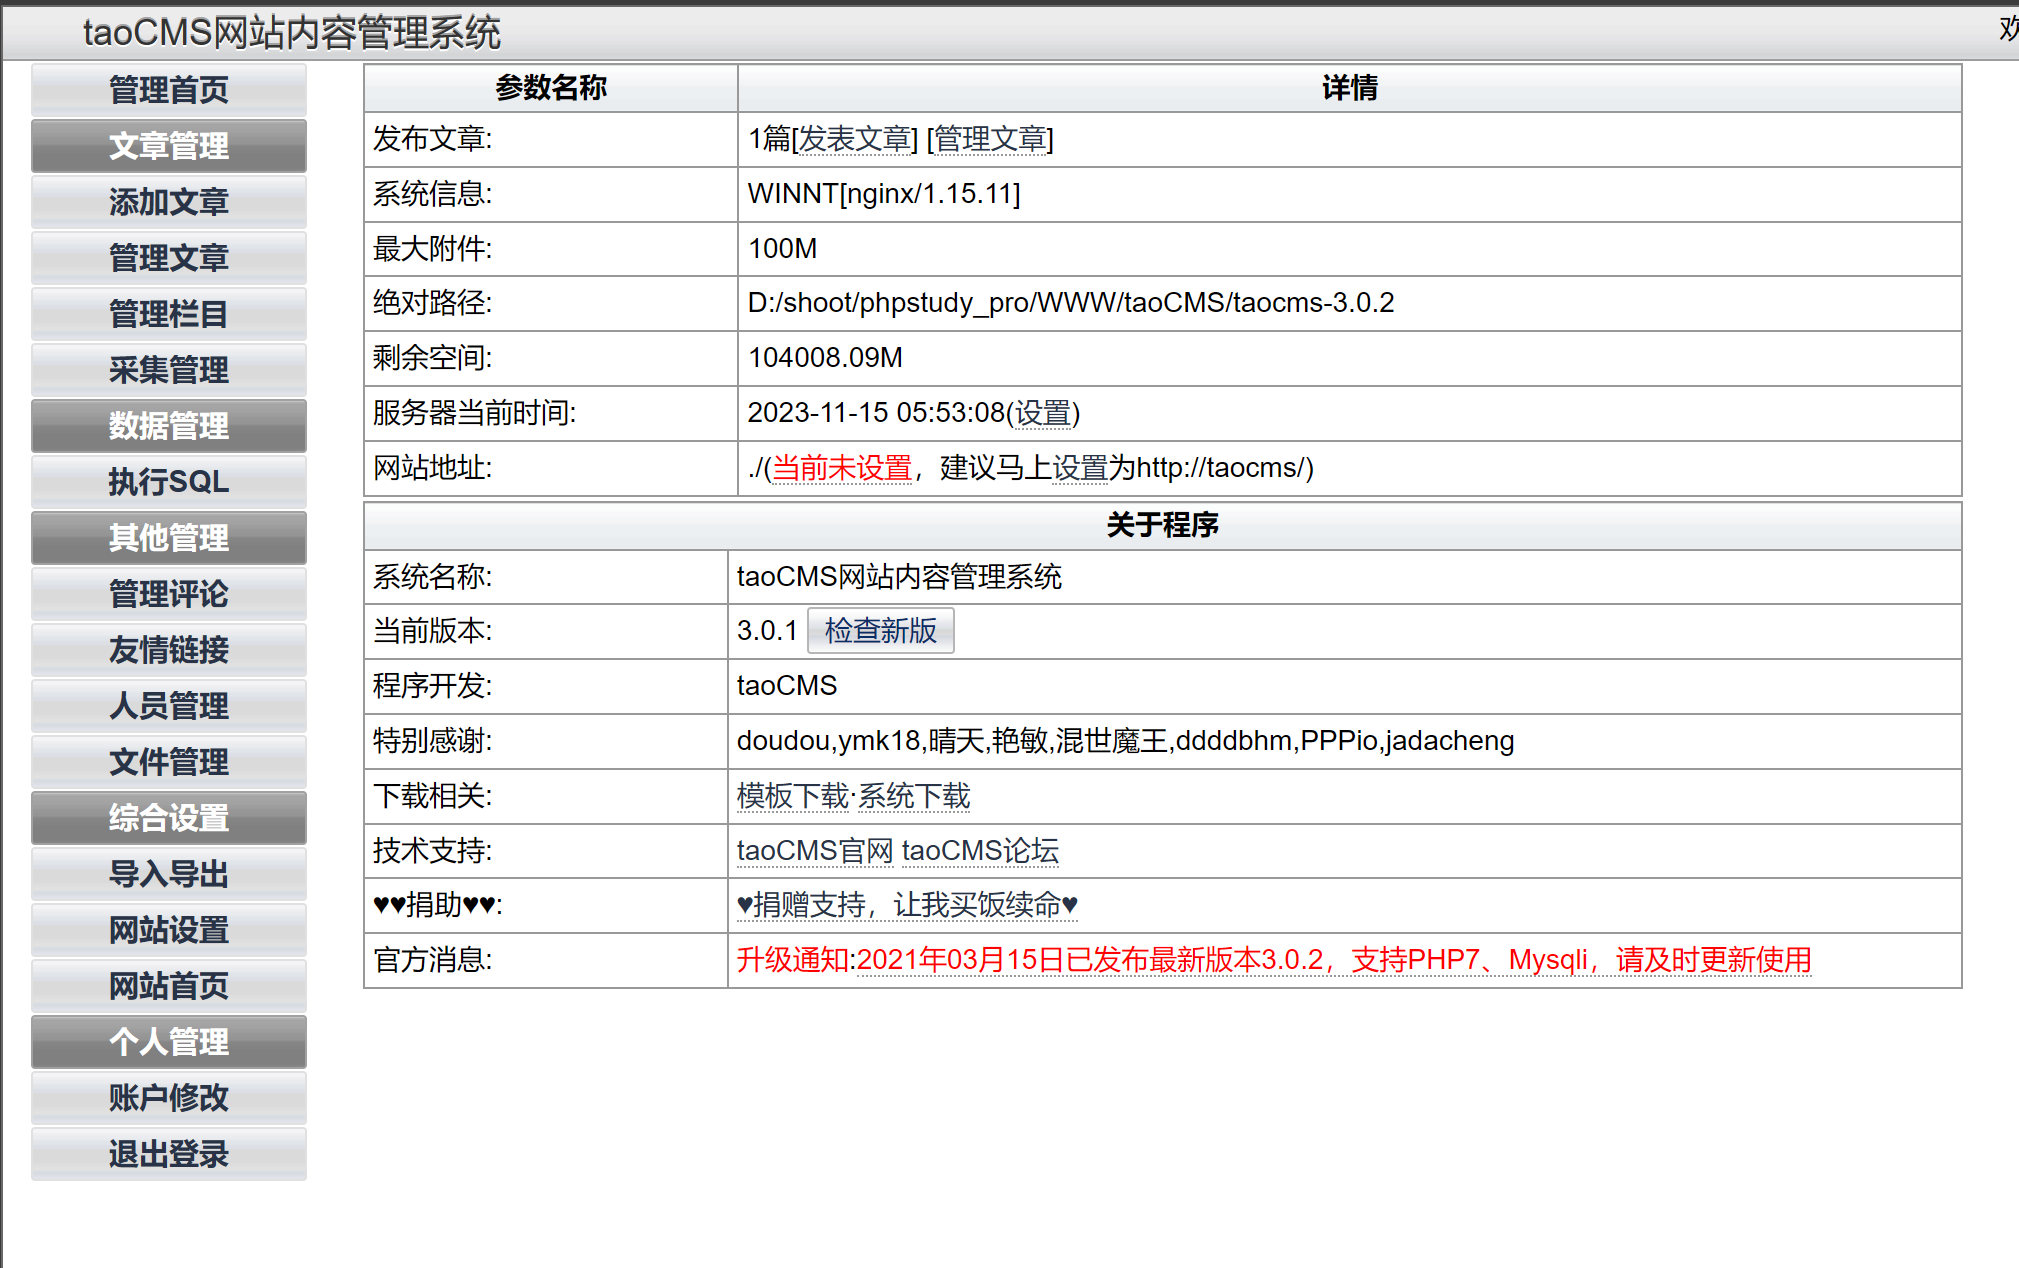 taoCMS网站内容管理系统
欢
管理首页
文章管理
添加文章
管理文章
管理栏目
采集管理
数据管理
执行SQL
其他管理
管理评论
友情链接
人员管理
文件管理
综合设置
导入导出
网站设置
网站首页
个人管理
账户修改
退出登录
参数名称 详情
发布文章: 1篇[发表文章] [管理文章]
系统信息: WINNT[nginx/1.15.11]
最大附件: 100M
绝对路径: D:/shoot/phpstudy_pro/WWW/taoCMS/taocms-3.0.2
剩余空间: 104008.09M
服务器当前时间: 2023-11-15 05:53:08(设置)
网站地址: ./(当前未设置，建议马上设置为http://taocms/)
关于程序
系统名称: taoCMS网站内容管理系统
当前版本: 3.0.1 检查新版
程序开发: taoCMS
特别感谢: doudou,ymk18,晴天,艳敏,混世魔王,ddddbhm,PPPio,jadacheng
下载相关: 模板下载·系统下载
技术支持: taoCMS官网 taoCMS论坛
♥♥捐助♥♥: ♥捐赠支持，让我买饭续命♥
官方消息: 升级通知:2021年03月15日已发布最新版本3.0.2，支持PHP7、Mysqli，请及时更新使用